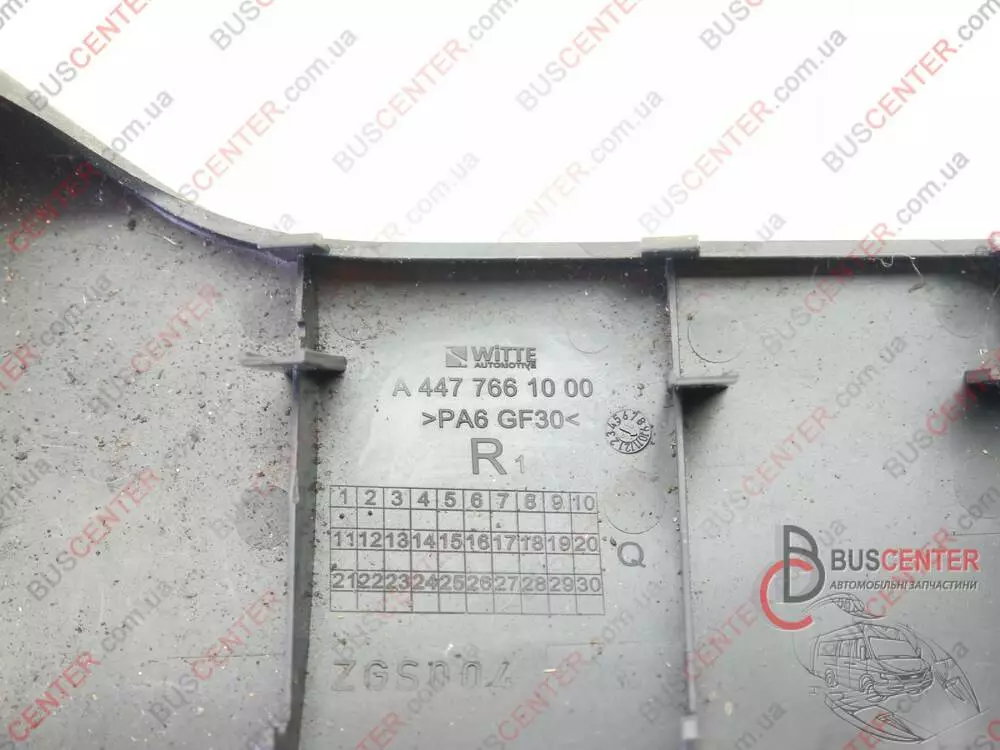 WITTE
AUTOMOTIVE
A 447 766 10 00
>PA6 GF30<
R 1
1 2 3 4 5 6 7 8 9 10
11 12 13 14 15 16 17 18 19 20
Q
21 22 23 24 25 26 27 28 29 30
ZGS004
BUSCENTER
АВТОМОБІЛЬНІ ЗАПЧАСТИНИ
BUSCENTER.com.ua